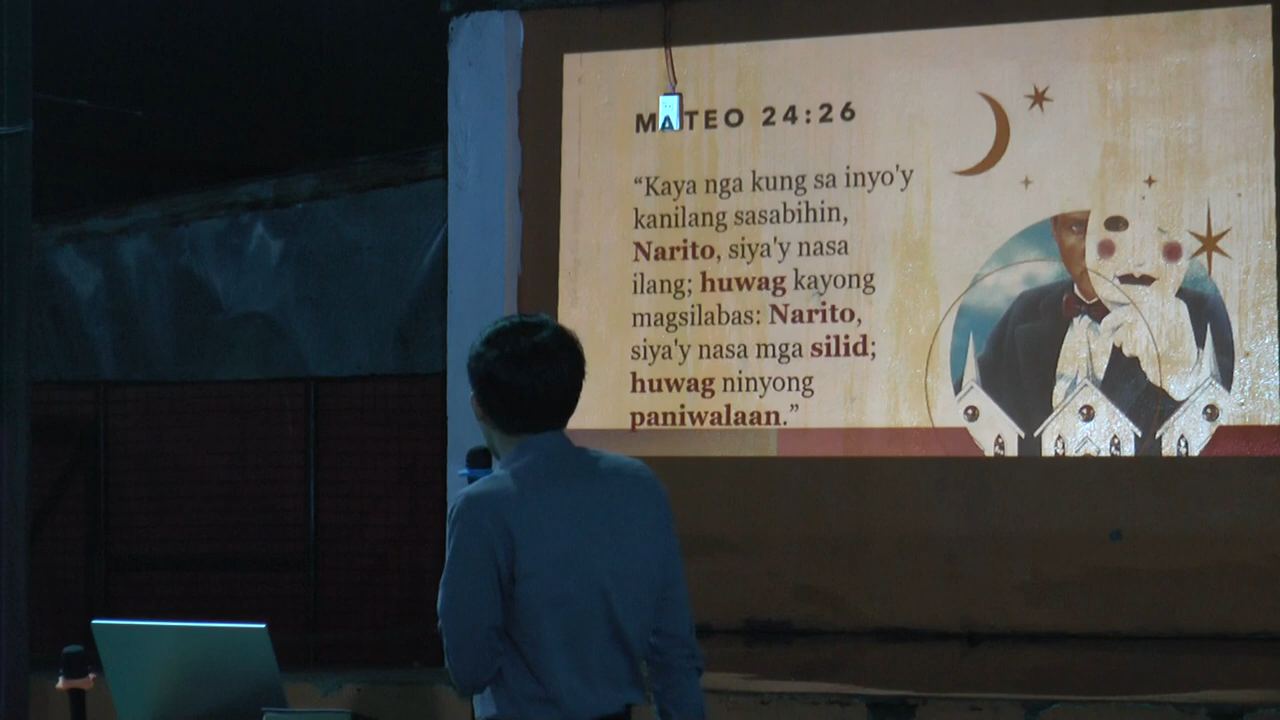 MATEO 24:26
“Kaya nga kung sa inyo'y
kanilang sasabihin,
Narito, siya'y nasa
ilang; huwag kayong
magsilabas: Narito,
siya'y nasa mga silid;
huwag ninyong
paniwalaan.”